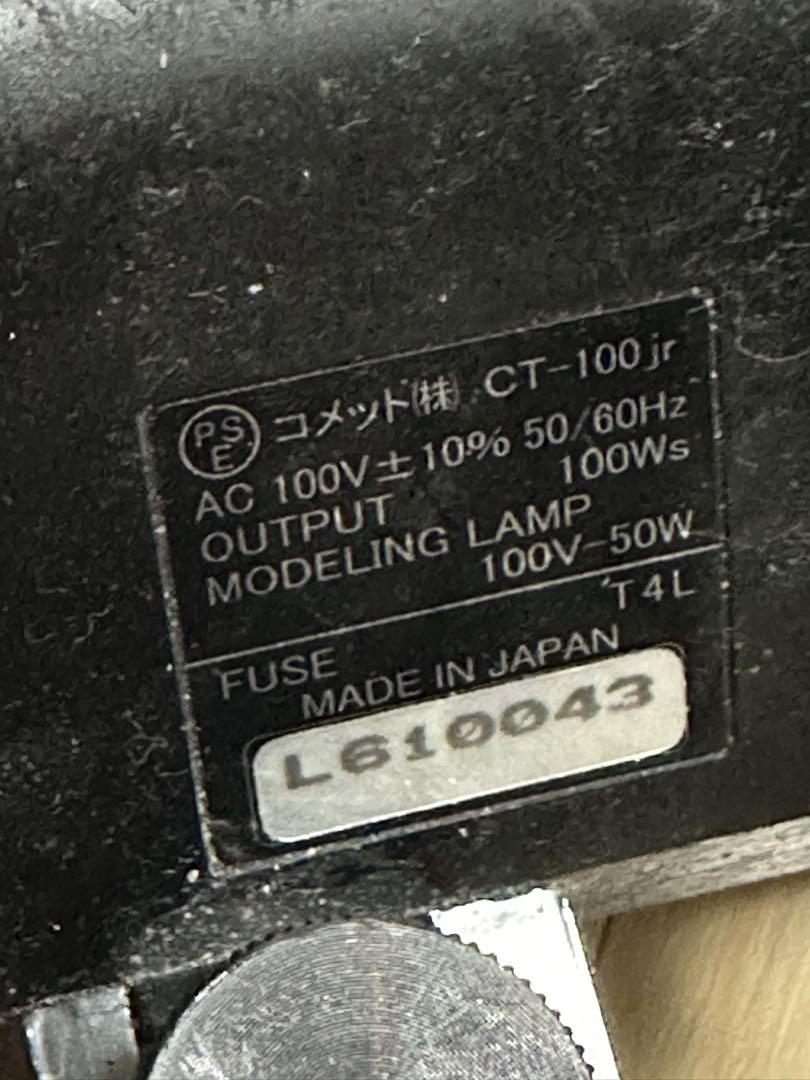 PSE コメット(株) CT-100jr
AC 100V±10% 50/60Hz
OUTPUT 100Ws
MODELING LAMP
100V-50W
FUSE T4L
MADE IN JAPAN
L610043